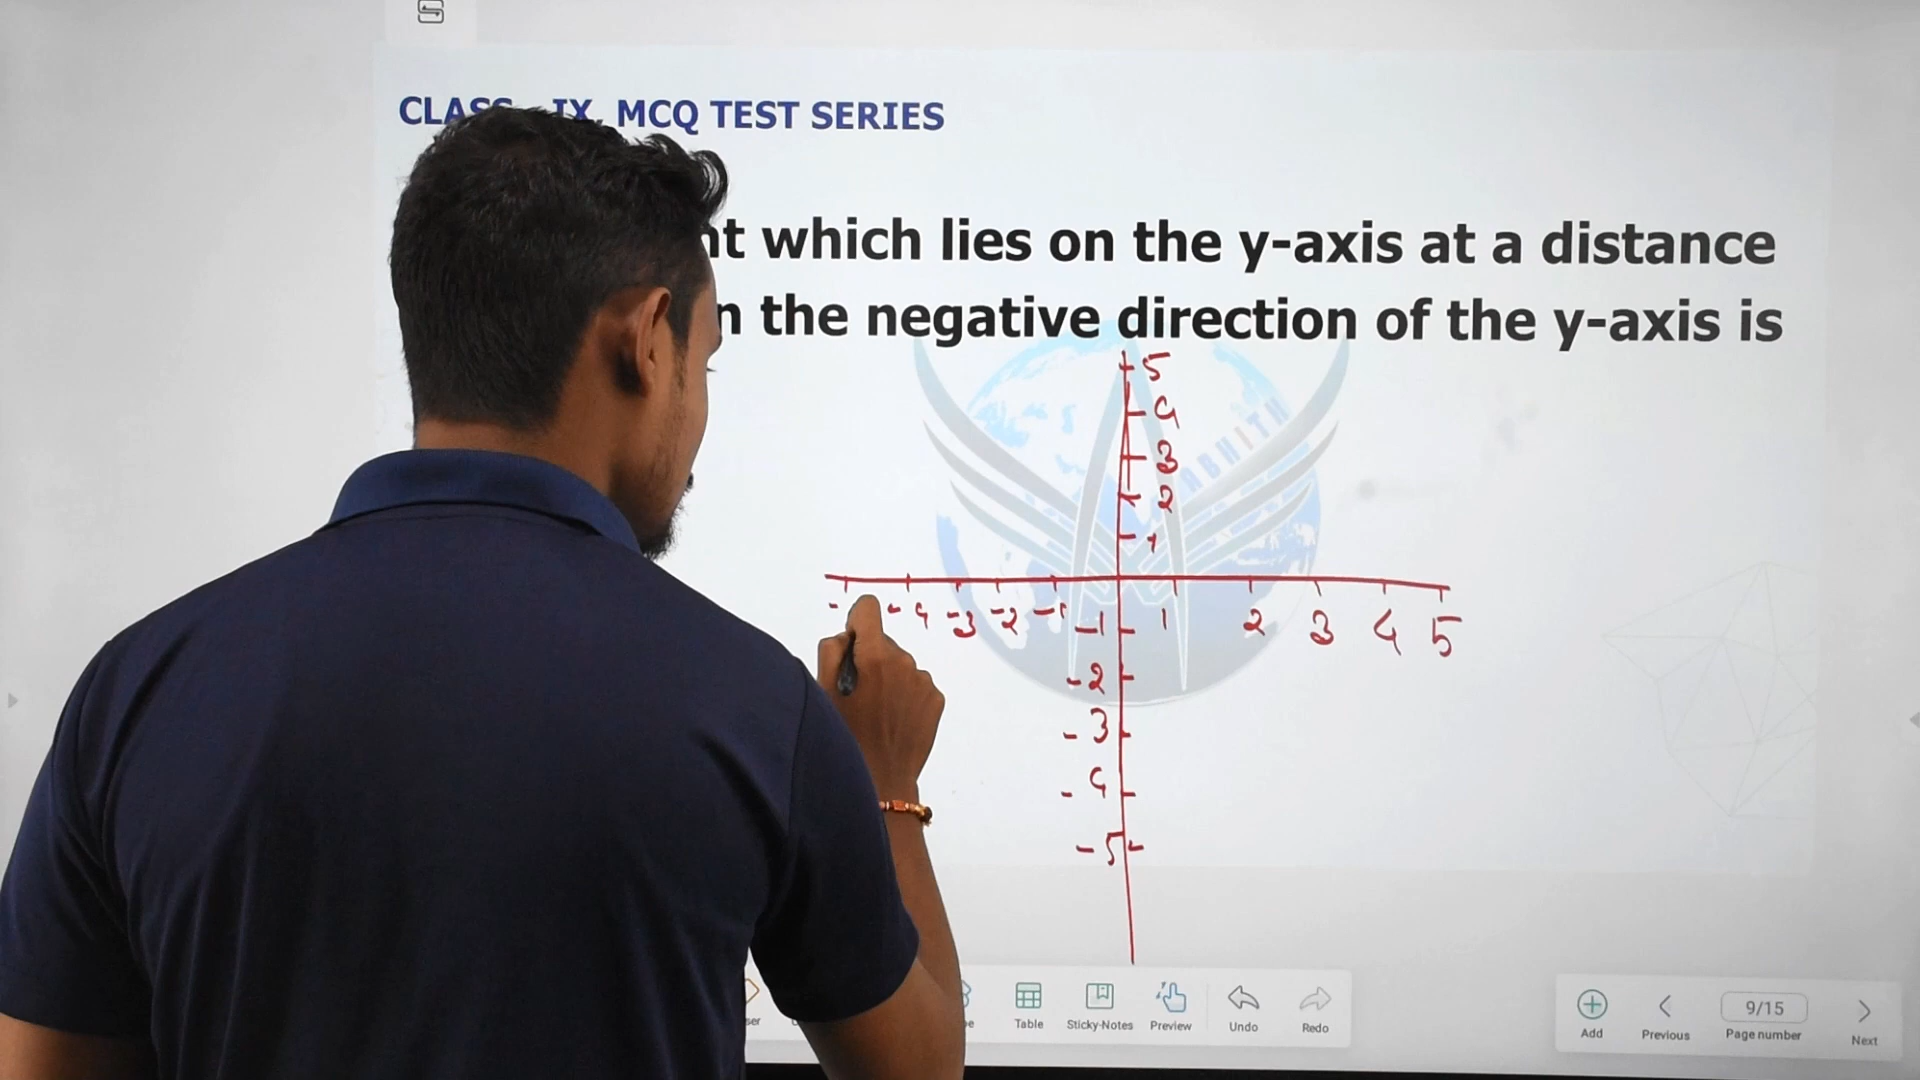 CLASS - IX, MCQ TEST SERIES
which lies on the y-axis at a distance
the negative direction of the y-axis is
5
4
3
2
1
-4 -3 -2 -1 1 2 3 4 5
-1
-2
-3
-4
-5
Table Sticky-Notes Preview Undo Redo
Add Previous 9/15 Page number Next